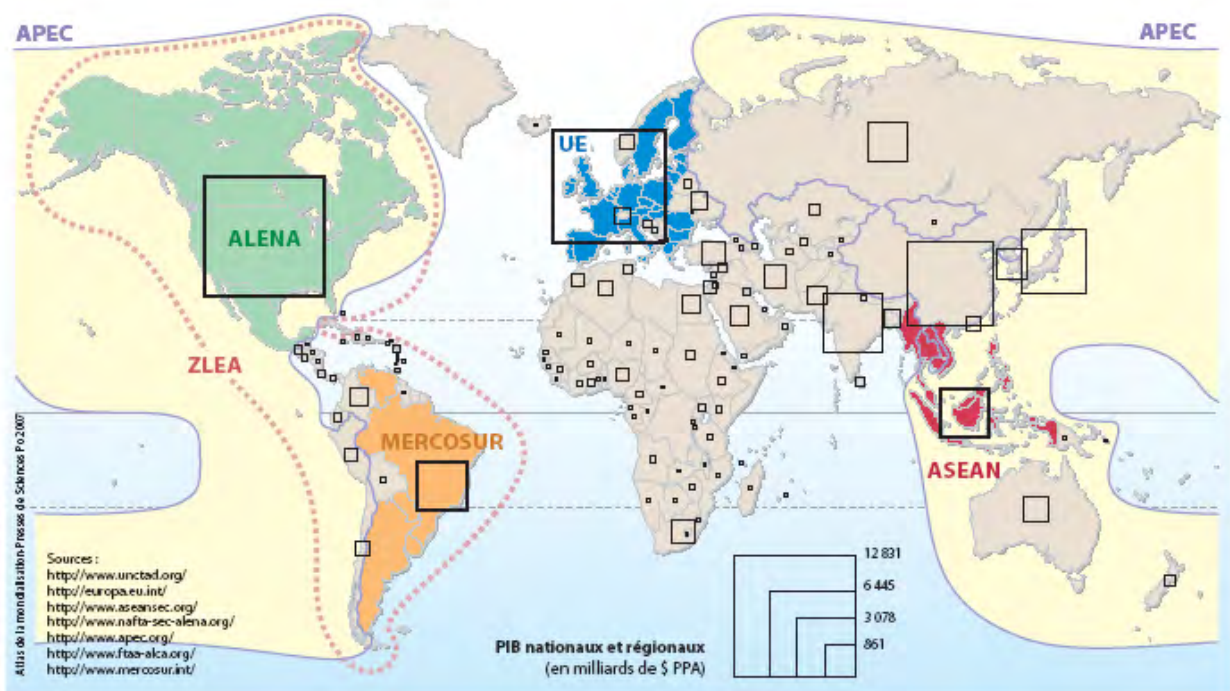 APEC
APEC
UE
ALENA
ZLEA
MERCOSUR
ASEAN
Atlas de la mondialisation-Presses de Sciences Po 2007
Sources :
http://www.unctad.org/
http://europa.eu.int/
http://www.aseansec.org/
http://www.nafta-sec-alena.org/
http://www.apec.org/
http://www.ftaa-alca.org/
http://www.mercosur.int/
PIB nationaux et régionaux
(en milliards de $ PPA)
12 831
6 445
3 078
861